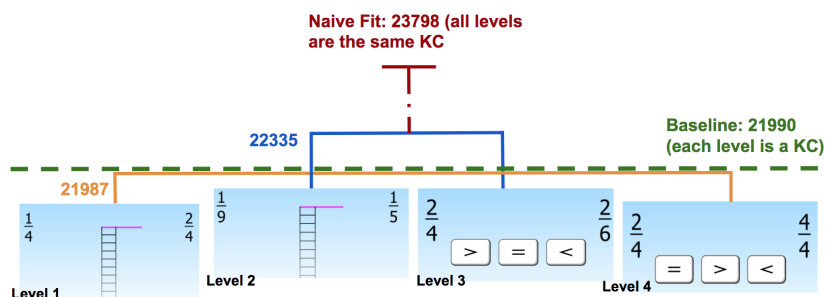 Naive Fit: 23798 (all levels
are the same KC
22335
Baseline: 21990
(each level is a KC)
21987
1/4 2/4
Level 1
1/9 1/5
Level 2
2/4 2/6
> = <
Level 3
2/4 4/4
= > <
Level 4